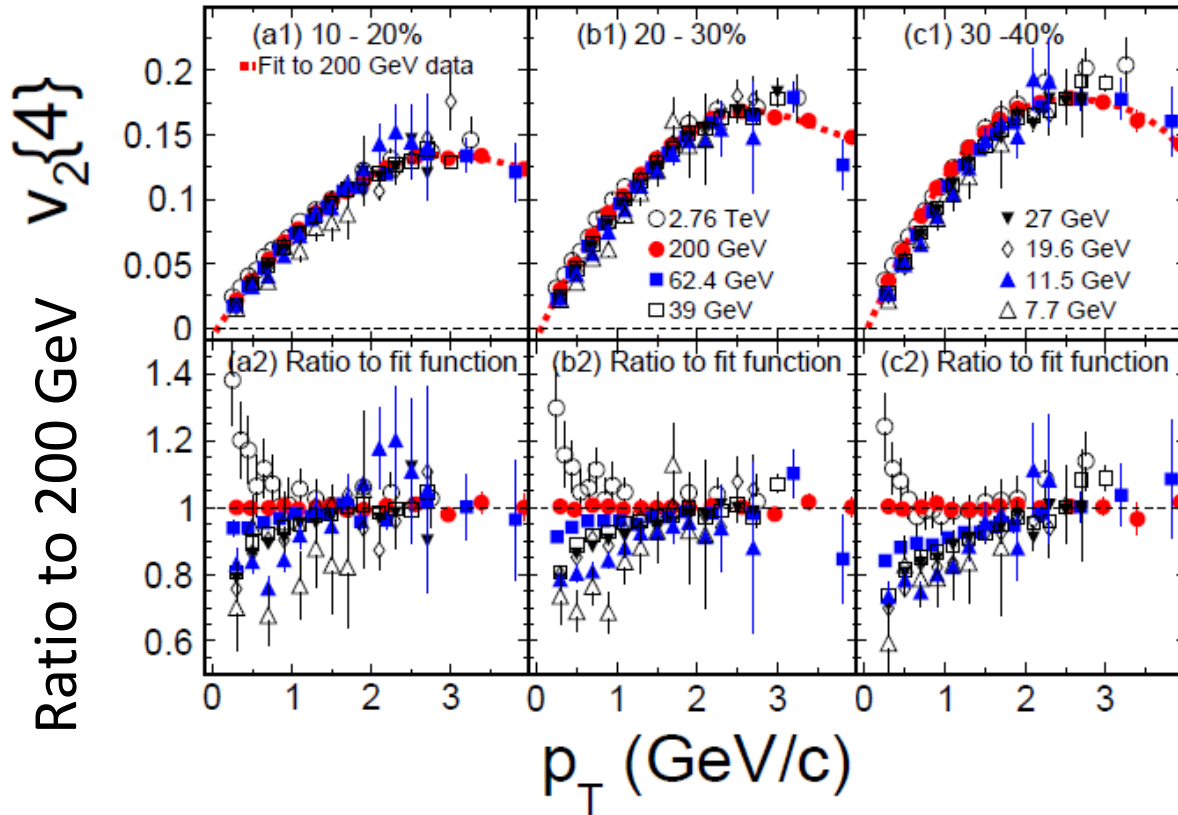 (a1) 10 - 20%
Fit to 200 GeV data
(b1) 20 - 30%
(c1) 30 -40%
v2{4}
0.2
0.15
0.1
0.05
0
2.76 TeV
200 GeV
62.4 GeV
39 GeV
27 GeV
19.6 GeV
11.5 GeV
7.7 GeV
Ratio to 200 GeV
(a2) Ratio to fit function
(b2) Ratio to fit function
(c2) Ratio to fit function
1.4
1.2
1
0.8
0.6
0 1 2 3 0 1 2 3 0 1 2 3
pT (GeV/c)